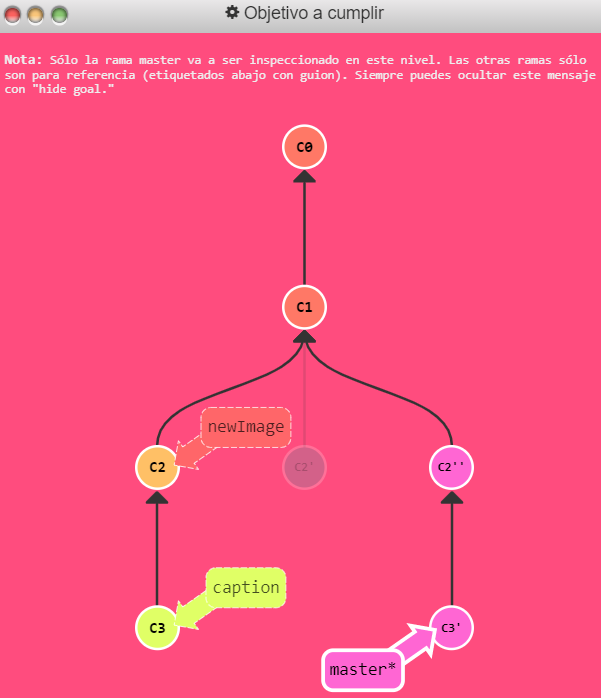 Objetivo a cumplir
Nota: Sólo la rama master va a ser inspeccionado en este nivel. Las otras ramas sólo
son para referencia (etiquetados abajo con guion). Siempre puedes ocultar este mensaje
con "hide goal."
C0
C1
newImage
C2
C2'
C2''
caption
C3
C3'
master*